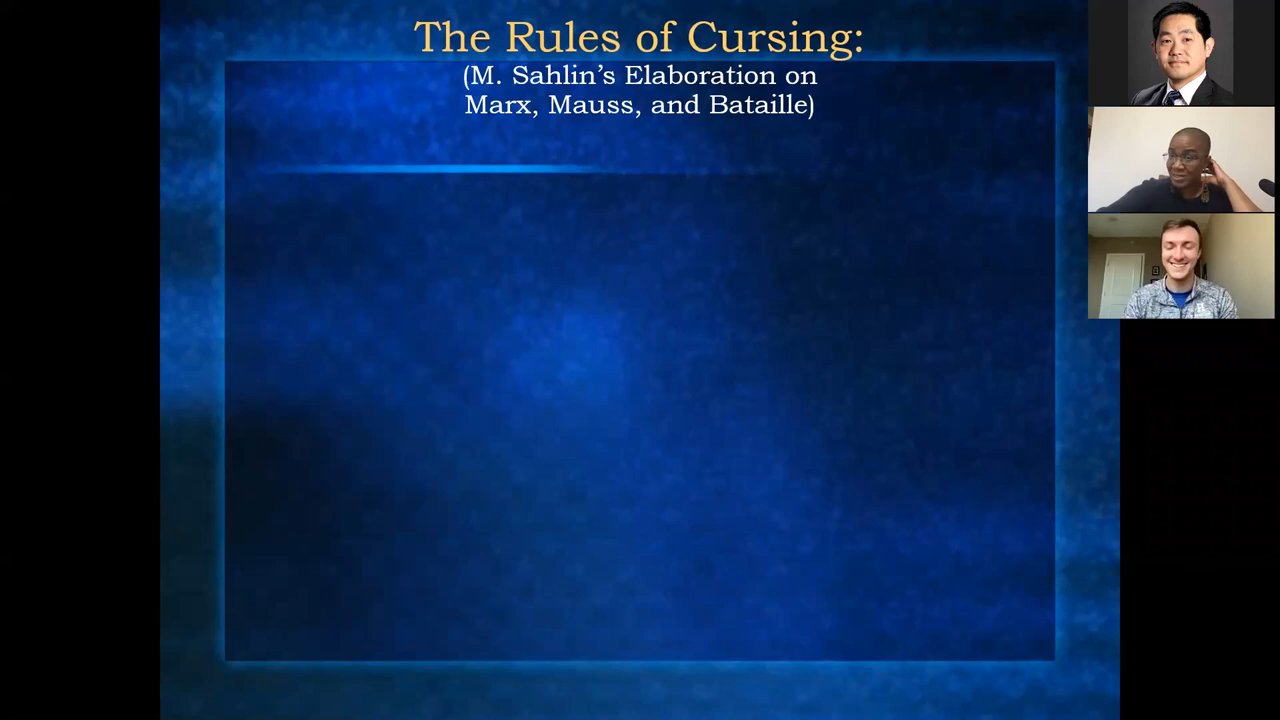 The Rules of Cursing:
(M. Sahlin's Elaboration on
Marx, Mauss, and Bataille)